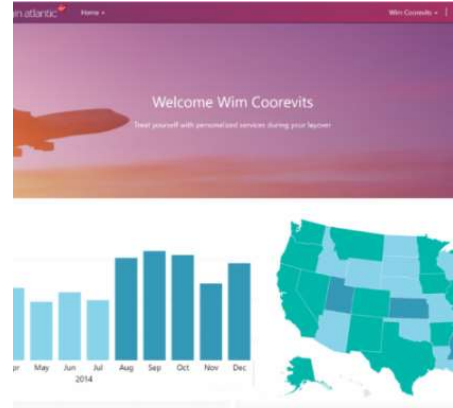 in atlantic Home Wim Coorevits
Welcome Wim Coorevits
Treat yourself with personalized services during your layover
pr May Jun Jul Aug Sep Oct Nov Dec
2014